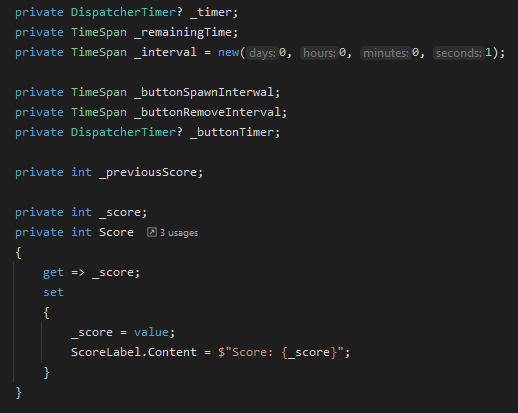 private DispatcherTimer? _timer;
private TimeSpan _remainingTime;
private TimeSpan _interval = new(days: 0, hours: 0, minutes: 0, seconds: 1);
private TimeSpan _buttonSpawnInterwal;
private TimeSpan _buttonRemoveInterval;
private DispatcherTimer? _buttonTimer;
private int _previousScore;
private int _score;
private int Score 3 usages
{
get => _score;
set
{
_score = value;
ScoreLabel.Content = $"Score: {_score}";
}
}